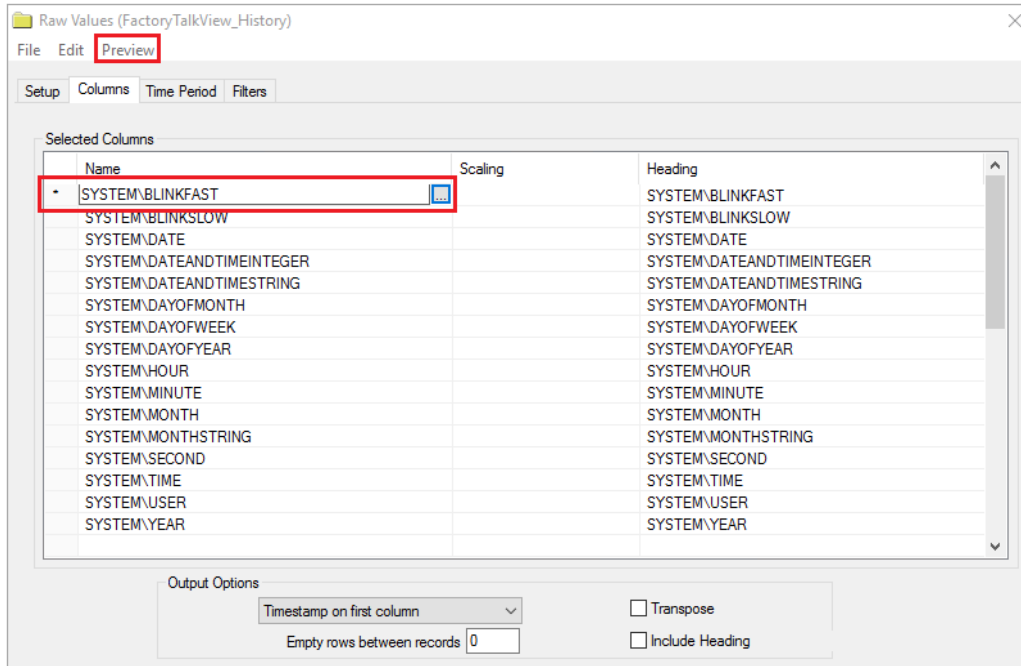 Raw Values (FactoryTalkView_History)
File Edit Preview
Setup Columns Time Period Filters
Selected Columns
Name Scaling Heading
* SYSTEM\BLINKFAST ... SYSTEM\BLINKFAST
SYSTEM\BLINKSLOW SYSTEM\BLINKSLOW
SYSTEM\DATE SYSTEM\DATE
SYSTEM\DATEANDTIMEINTEGER SYSTEM\DATEANDTIMEINTEGER
SYSTEM\DATEANDTIMESTRING SYSTEM\DATEANDTIMESTRING
SYSTEM\DAYOFMONTH SYSTEM\DAYOFMONTH
SYSTEM\DAYOFWEEK SYSTEM\DAYOFWEEK
SYSTEM\DAYOFYEAR SYSTEM\DAYOFYEAR
SYSTEM\HOUR SYSTEM\HOUR
SYSTEM\MINUTE SYSTEM\MINUTE
SYSTEM\MONTH SYSTEM\MONTH
SYSTEM\MONTHSTRING SYSTEM\MONTHSTRING
SYSTEM\SECOND SYSTEM\SECOND
SYSTEM\TIME SYSTEM\TIME
SYSTEM\USER SYSTEM\USER
SYSTEM\YEAR SYSTEM\YEAR
Output Options
Timestamp on first column Transpose
Empty rows between records 0 Include Heading